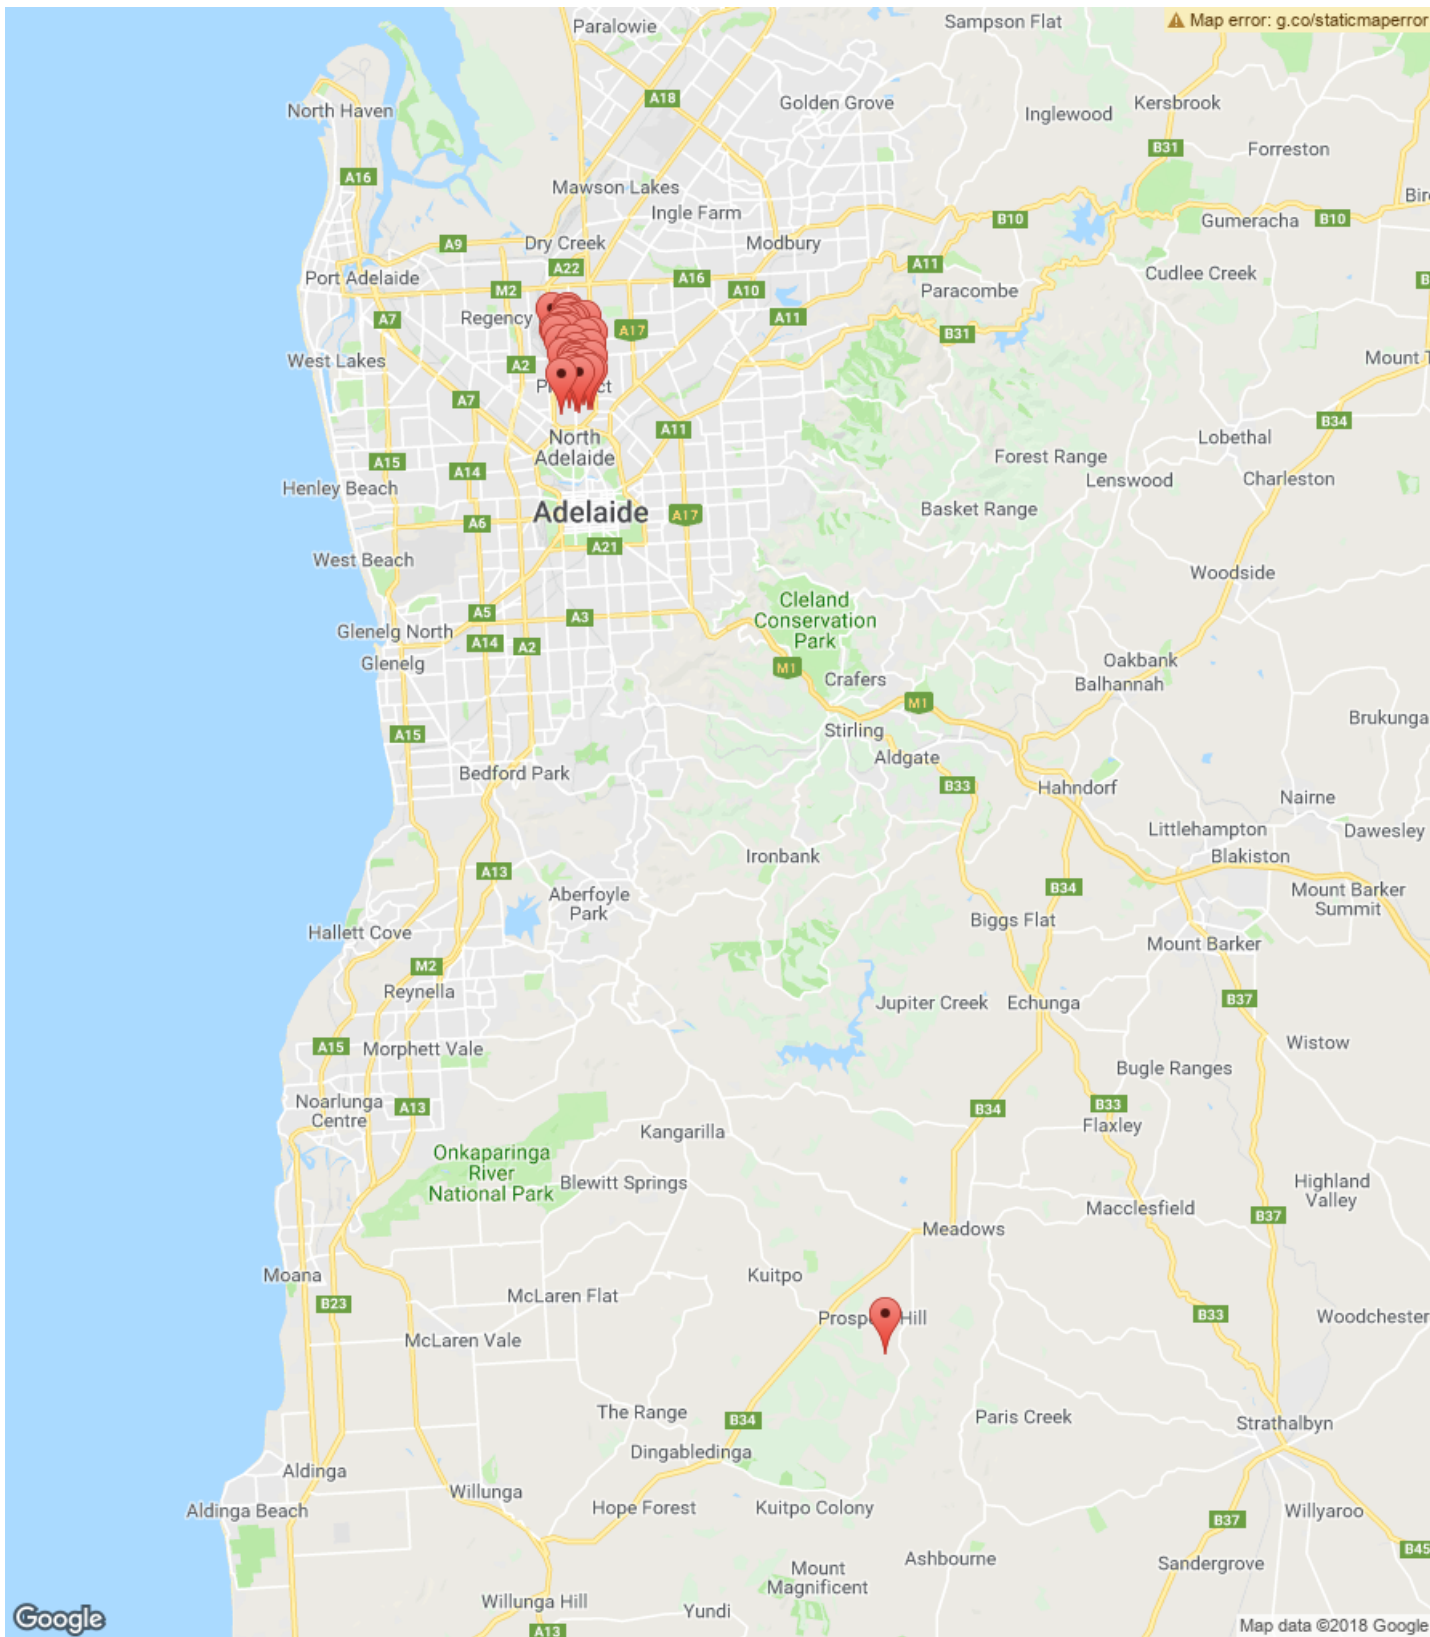 Paralowie
Sampson Flat
Map error: g.co/staticmaperror
North Haven
A18
Golden Grove
Inglewood
Kersbrook
B31
Forreston
A16
Mawson Lakes
Ingle Farm
B10
Gumeracha
B10
A9
Dry Creek
Modbury
Port Adelaide
A22
A16
A11
Cudlee Creek
M2
A10
Paracombe
A7
Regency
A17
A11
B31
West Lakes
A2
Mount
A7
A11
B34
North
Adelaide
Lobethal
A15
A14
Forest Range
Henley Beach
Lenswood
Charleston
Adelaide
A17
Basket Range
A6
West Beach
A21
Woodside
Cleland
Conservation
Park
A5
A3
Glenelg North
A14
A2
Glenelg
M1
Crafers
Oakbank
Balhannah
M1
A15
Stirling
Brukunga
Aldgate
Bedford Park
B33
Hahndorf
Nairne
Littlehampton
Dawesley
Ironbank
Blakiston
A13
Aberfoyle
Park
B34
Mount Barker
Summit
Hallett Cove
Biggs Flat
Mount Barker
M2
Reynella
Jupiter Creek
Echunga
B37
A15
Morphett Vale
Wistow
Bugle Ranges
Noarlunga
Centre
A13
B34
B33
Flaxley
Kangarilla
Onkaparinga
River
National Park
Blewitt Springs
Highland
Valley
Macclesfield
B37
Meadows
Moana
Kuitpo
McLaren Flat
B23
Hill
B33
Woodchester
McLaren Vale
The Range
B34
Paris Creek
Strathalbyn
Dingabledinga
Aldinga
Willunga
Aldinga Beach
Hope Forest
Kuitpo Colony
Willyaroo
B37
B45
Ashbourne
Sandergrove
Mount
Magnificent
Willunga Hill
Yundi
Google
A13
Map data ©2018 Google